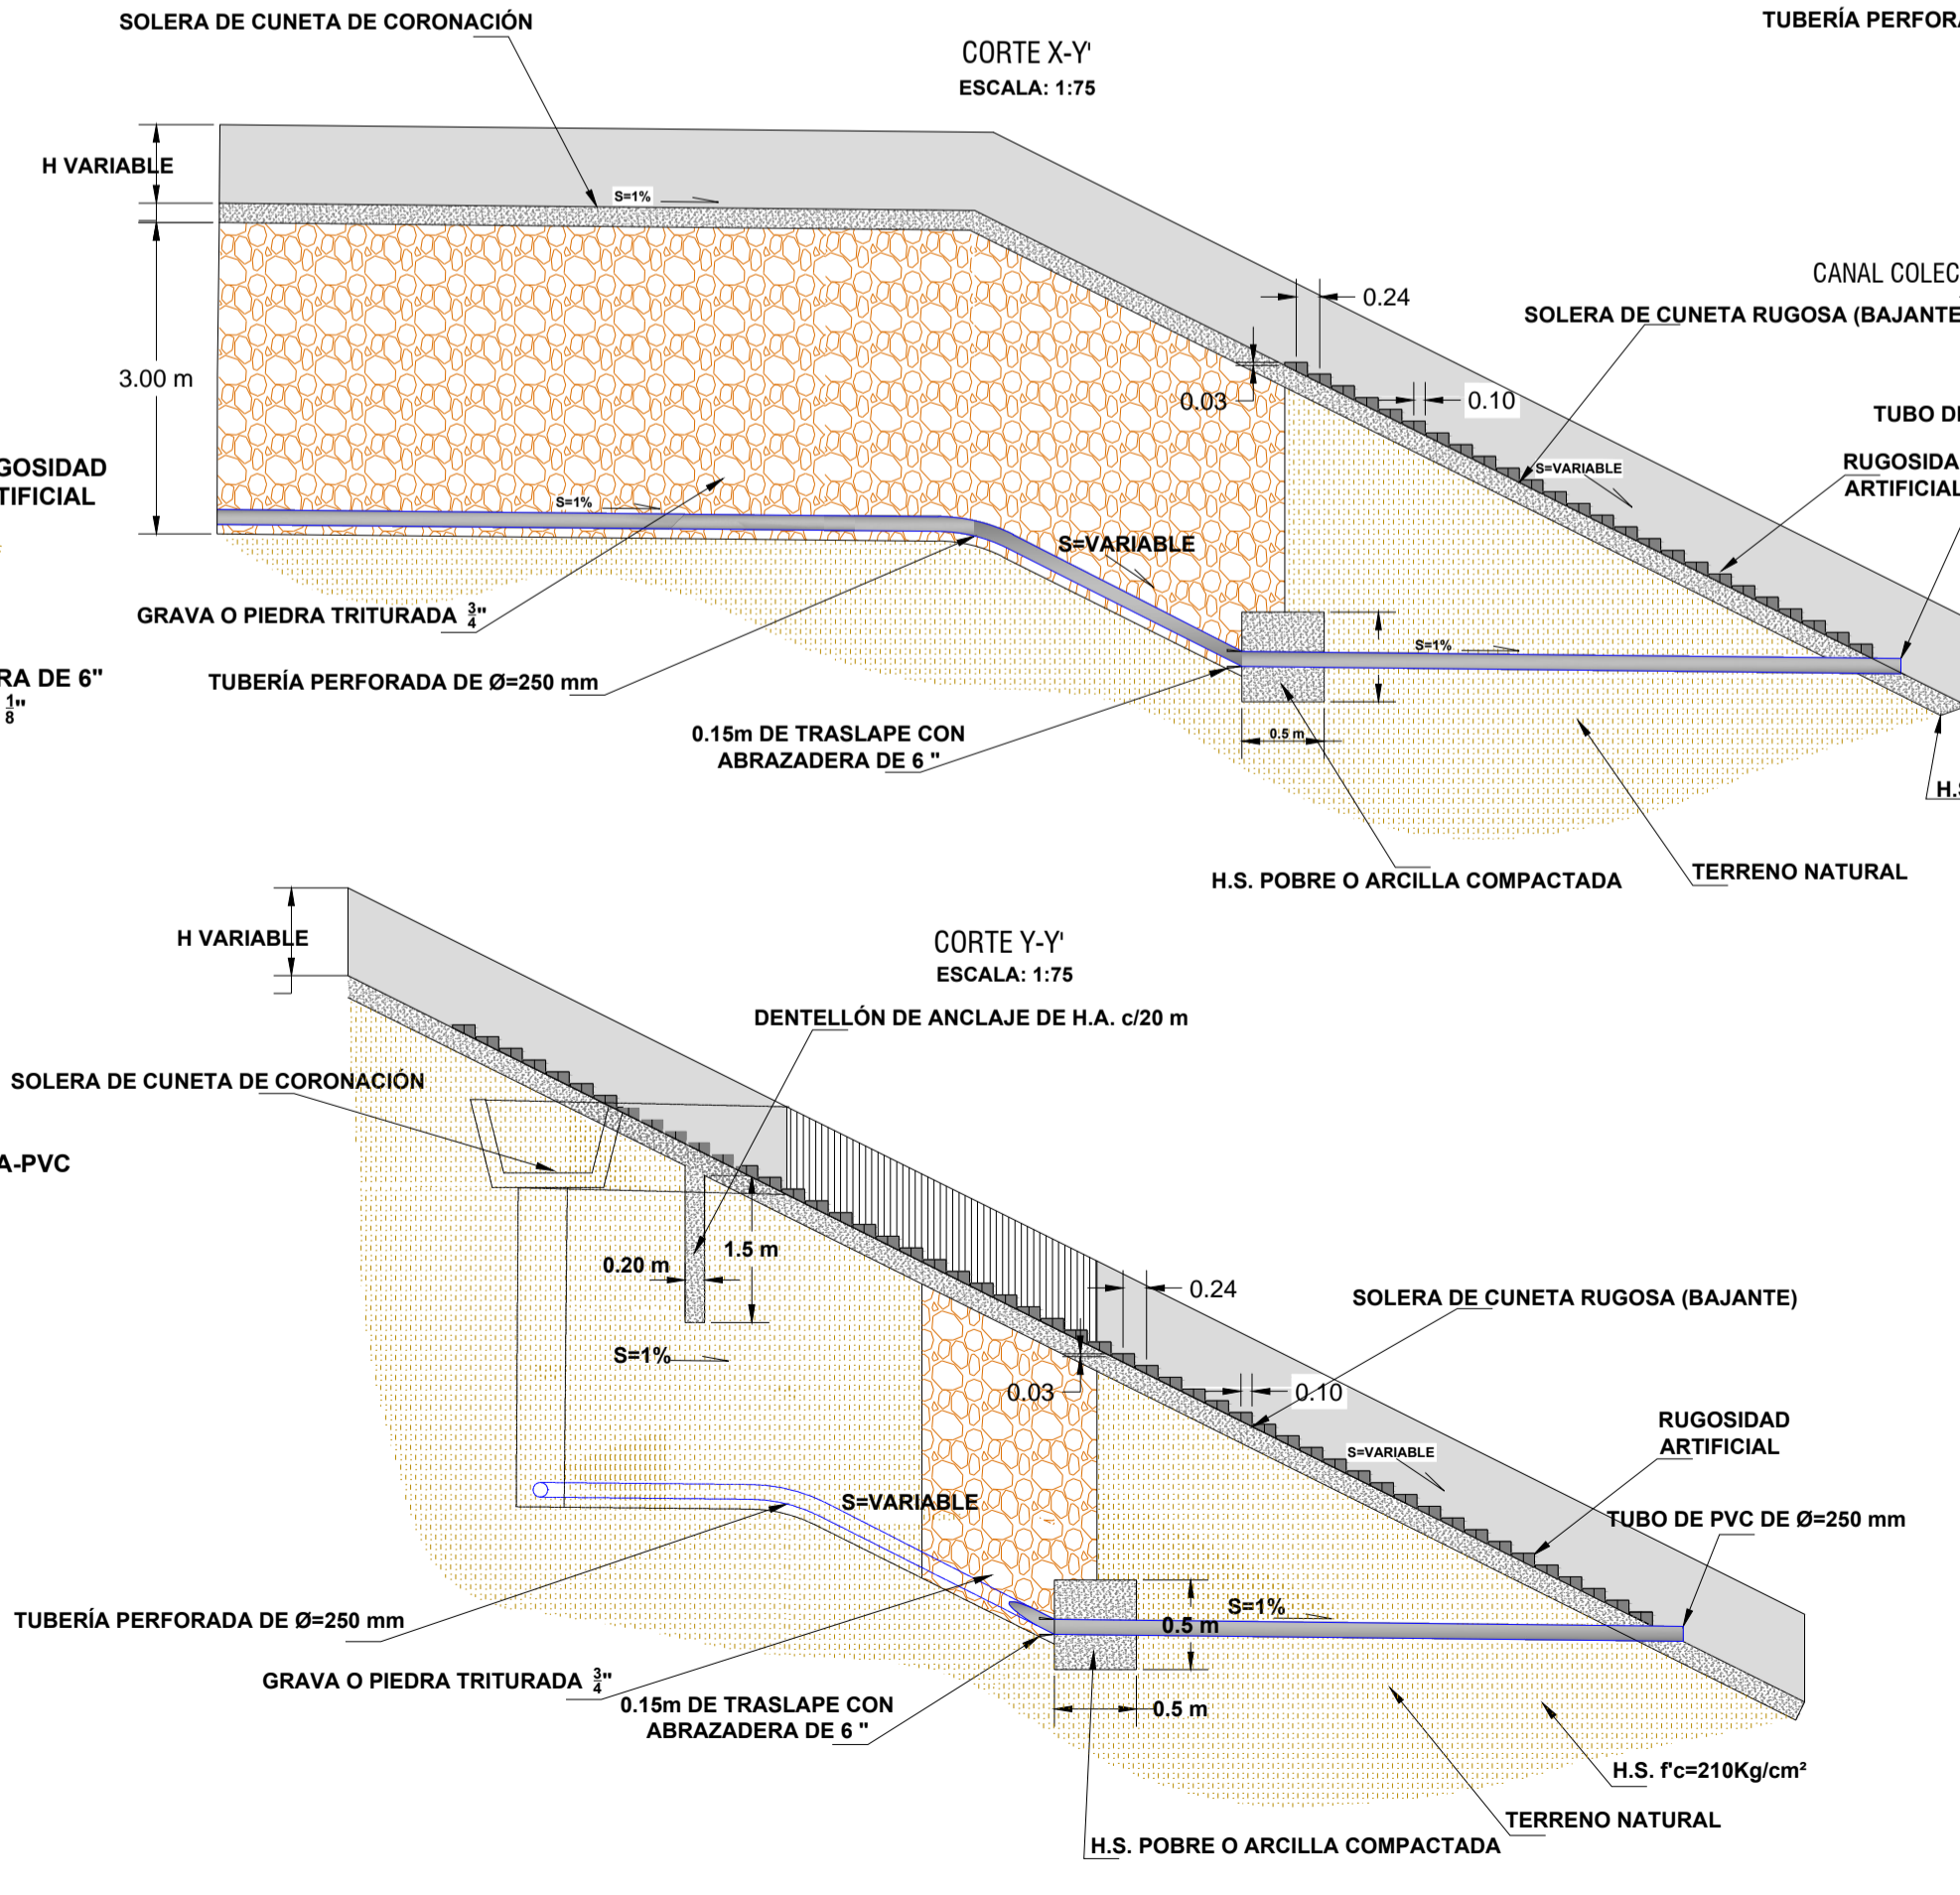 SOLERA DE CUNETA DE CORONACIÓN
TUBERÍA PERFORA
CORTE X-Y'
ESCALA: 1:75
H VARIABLE
S=1%
CANAL COLEC
0.24
SOLERA DE CUNETA RUGOSA (BAJANTE
3.00 m
0.03
0.10
TUBO DE
GOSIDAD
TIFICIAL
S=VARIABLE
RUGOSIDA
ARTIFICIAL
S=1%
S=VARIABLE
GRAVA O PIEDRA TRITURADA 3/4"
S=1%
RA DE 6"
1/8"
TUBERÍA PERFORADA DE Ø=250 mm
0.15m DE TRASLAPE CON
ABRAZADERA DE 6 "
0.5 m
H.S
H.S. POBRE O ARCILLA COMPACTADA
TERRENO NATURAL
H VARIABLE
CORTE Y-Y'
ESCALA: 1:75
DENTELLÓN DE ANCLAJE DE H.A. c/20 m
SOLERA DE CUNETA DE CORONACIÓN
A-PVC
0.20 m
1.5 m
0.24
SOLERA DE CUNETA RUGOSA (BAJANTE)
S=1%
0.03
0.10
RUGOSIDAD
ARTIFICIAL
S=VARIABLE
S=VARIABLE
TUBO DE PVC DE Ø=250 mm
TUBERÍA PERFORADA DE Ø=250 mm
S=1%
0.5 m
GRAVA O PIEDRA TRITURADA 3/4"
0.15m DE TRASLAPE CON
ABRAZADERA DE 6 "
0.5 m
H.S. f'c=210Kg/cm²
TERRENO NATURAL
H.S. POBRE O ARCILLA COMPACTADA